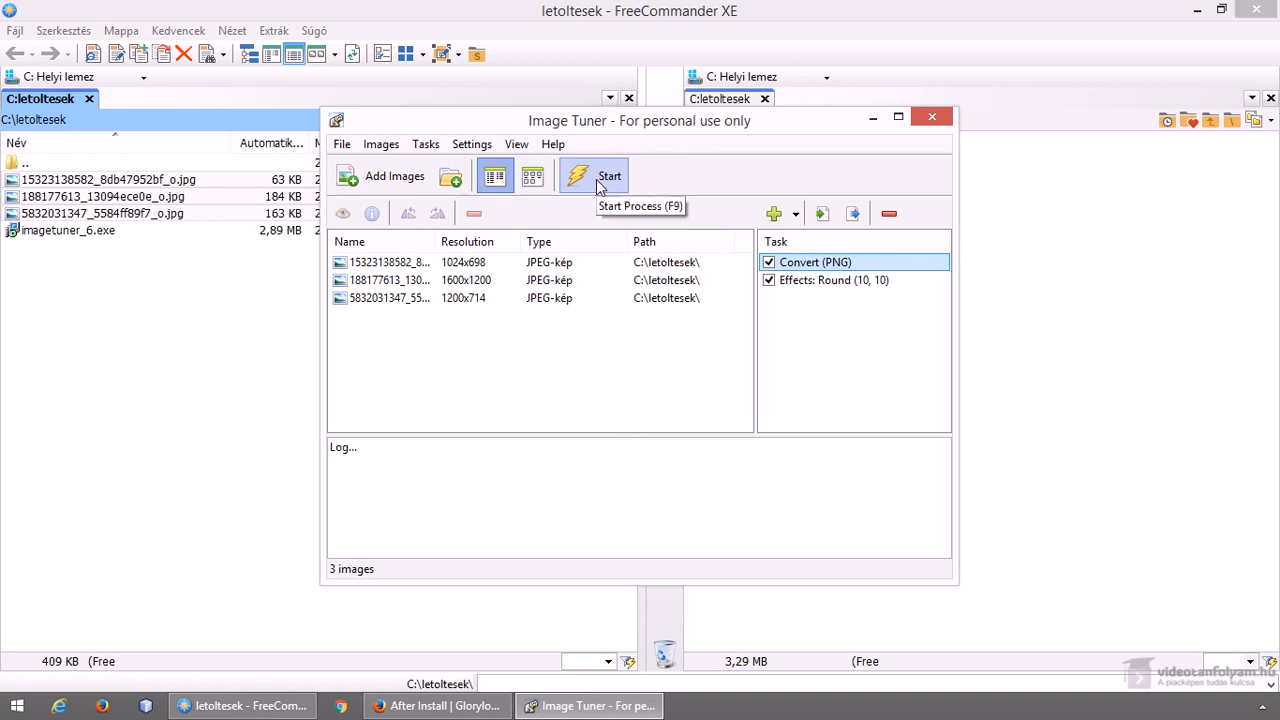 letoltesek - FreeCommander XE
Fájl Szerkesztés Mappa Kedvencek Nézet Extrák Súgó
C: Helyi lemez
C: Helyi lemez
C:letoltesek
C:letoltesek
C:\letoltesek
Név Automatik...
..
15323138582_8db47952bf_o.jpg 63 KB
188177613_13094ece0e_o.jpg 184 KB
5832031347_5584ff89f7_o.jpg 163 KB
imagetuner_6.exe 2,89 MB
Image Tuner - For personal use only
File Images Tasks Settings View Help
Add Images Start
Start Process (F9)
Name Resolution Type Path
15323138582_8... 1024x698 JPEG-kép C:\letoltesek\
188177613_130... 1600x1200 JPEG-kép C:\letoltesek\
5832031347_55... 1200x714 JPEG-kép C:\letoltesek\
Task
Convert (PNG)
Effects: Round (10, 10)
Log...
3 images
409 KB (Free
3,29 MB (Free
C:\letoltesek\
videotanfolyam.hu
A piacképes tudás kulcsa
letoltesek - FreeCom... After Install | Glorylo... Image Tuner - For pe...